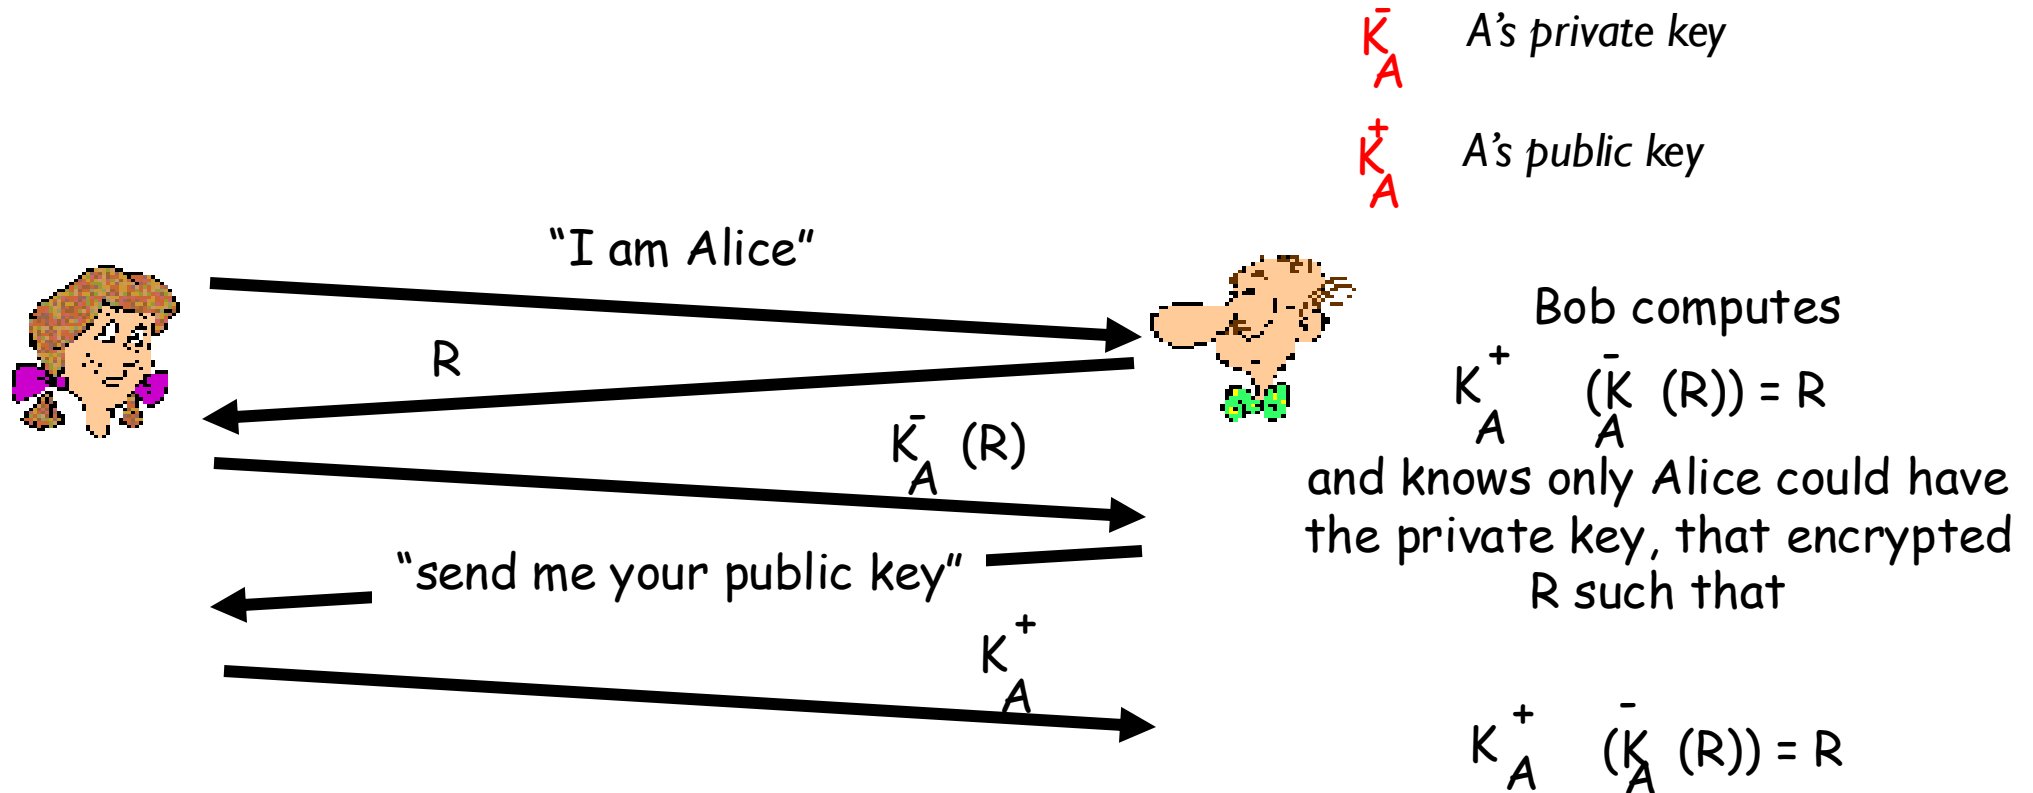 K⁻A A’s private key
K⁺A A’s public key
“I am Alice”
R
K⁻A (R)
“send me your public key”
K⁺A
Bob computes
K⁺A (K⁻A (R)) = R
and knows only Alice could have
the private key, that encrypted
R such that
K⁺A (K⁻A (R)) = R